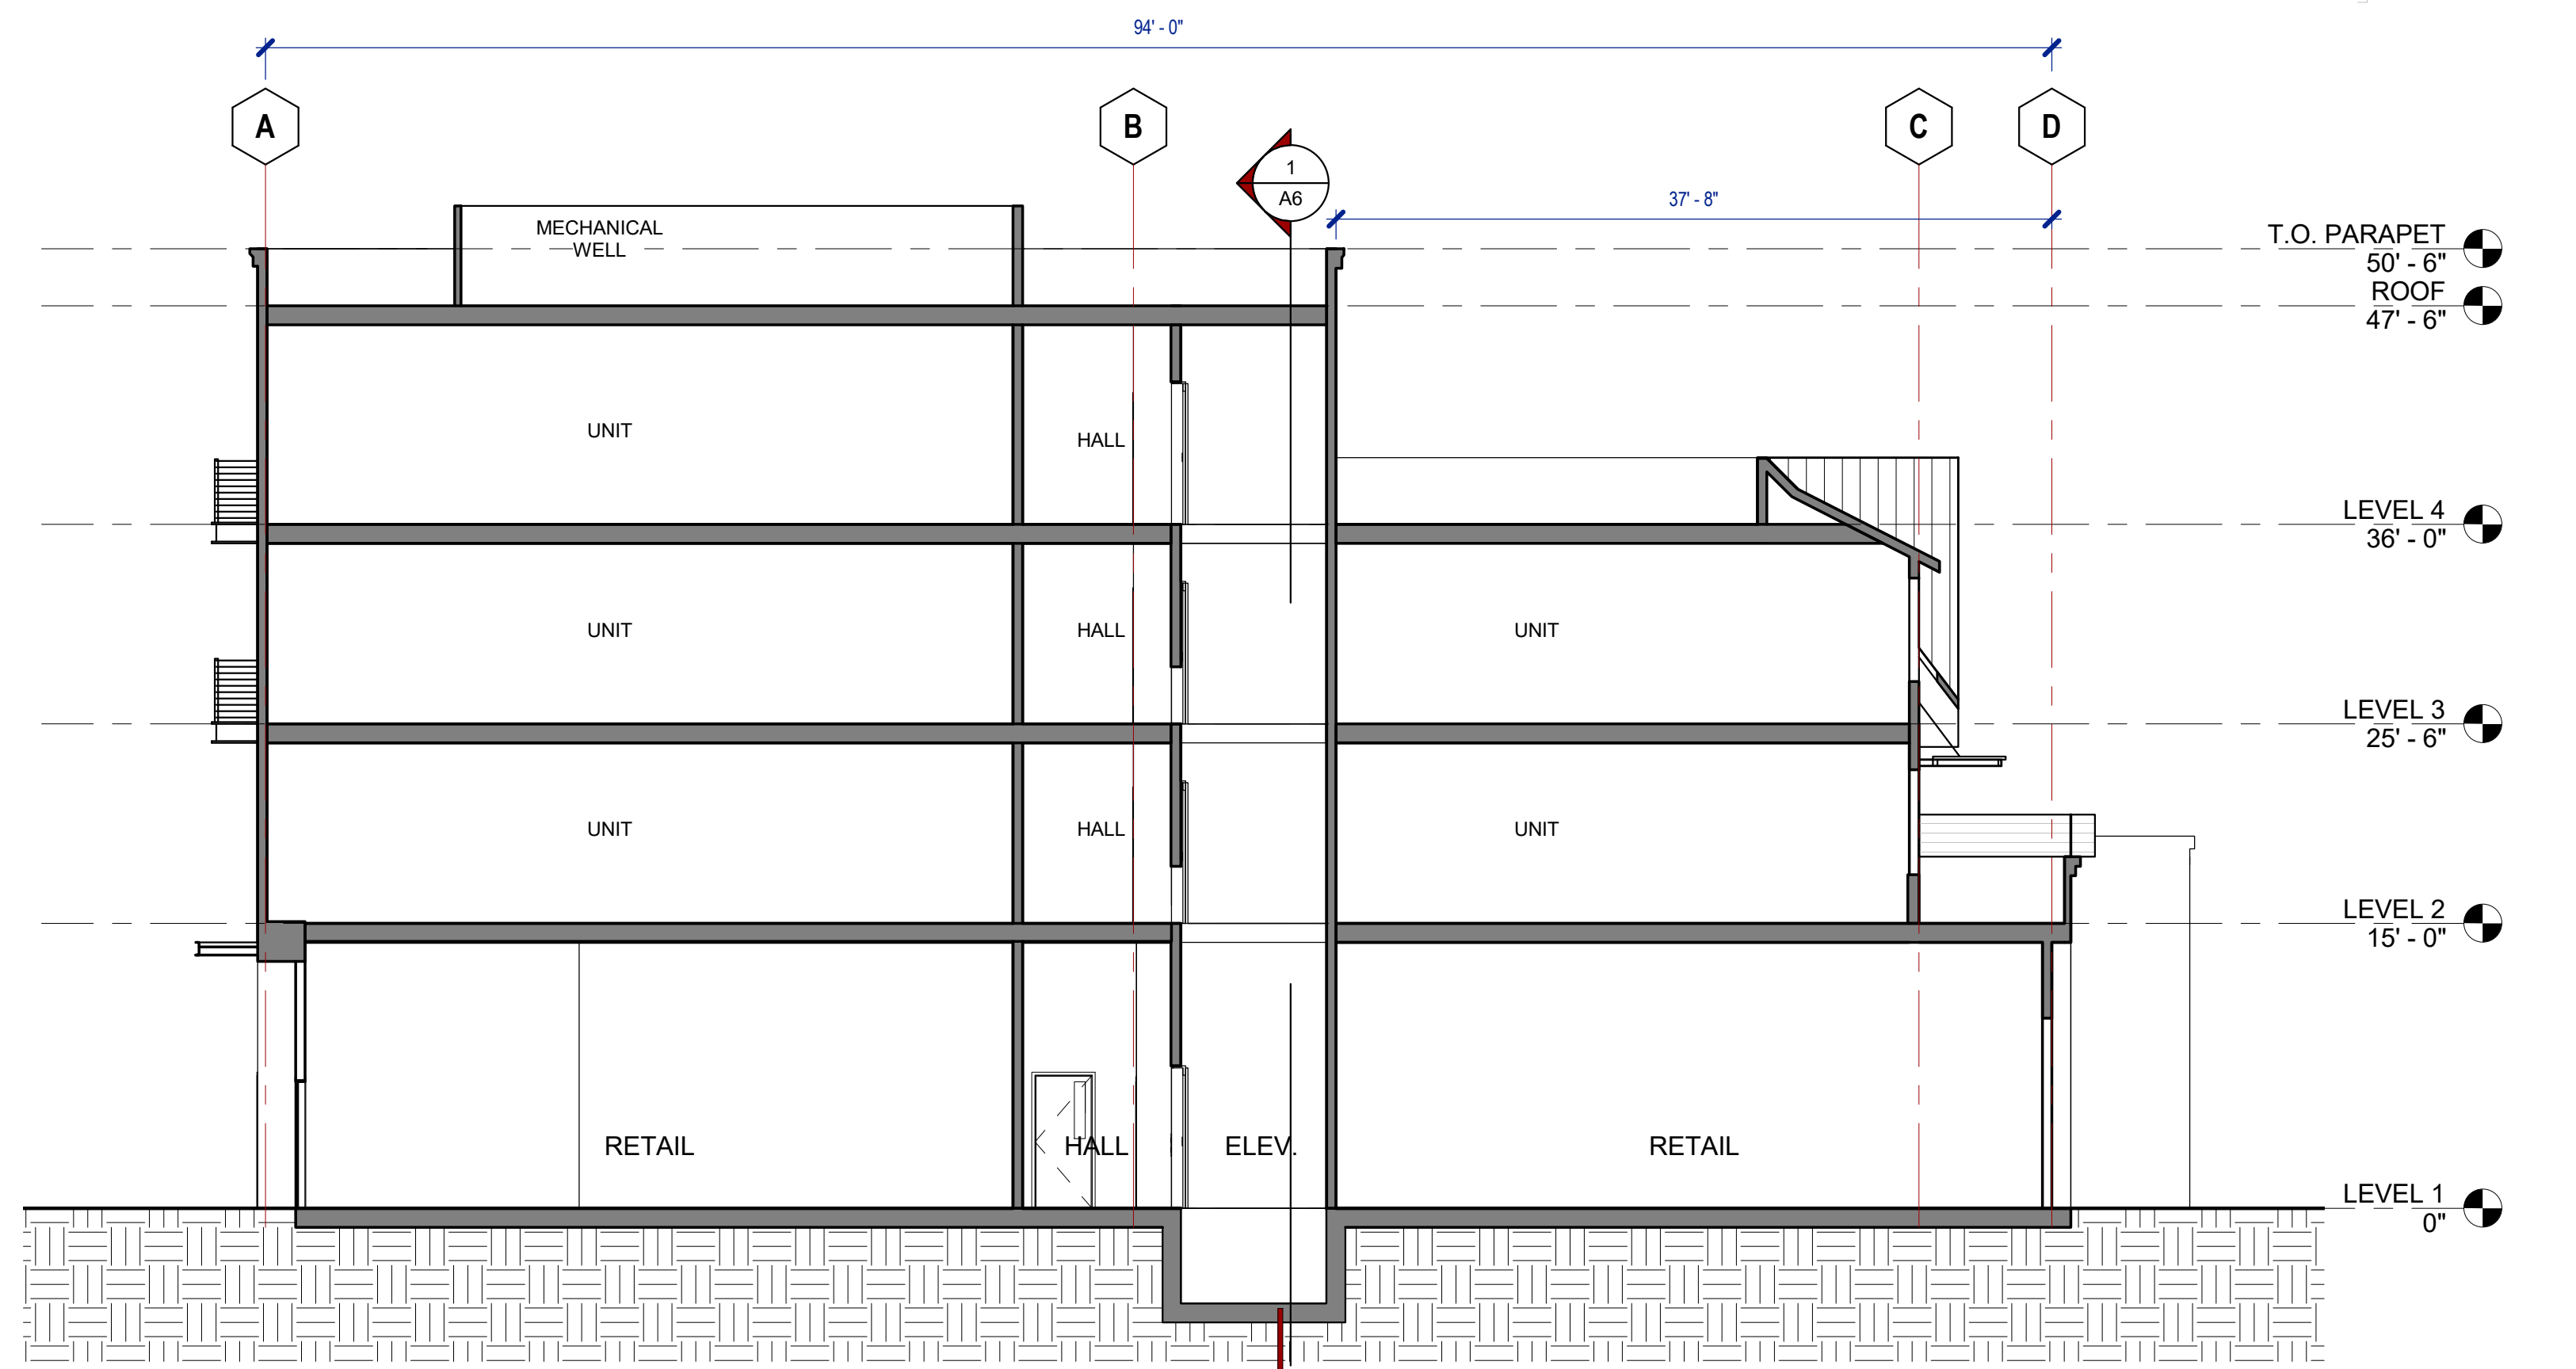 94' - 0"
A
B
C
D
1
A6
37' - 8"
MECHANICAL
WELL
T.O. PARAPET
50' - 6"
ROOF
47' - 6"
UNIT
HALL
LEVEL 4
36' - 0"
UNIT
HALL
UNIT
LEVEL 3
25' - 6"
UNIT
HALL
UNIT
LEVEL 2
15' - 0"
RETAIL
HALL
ELEV.
RETAIL
LEVEL 1
0"